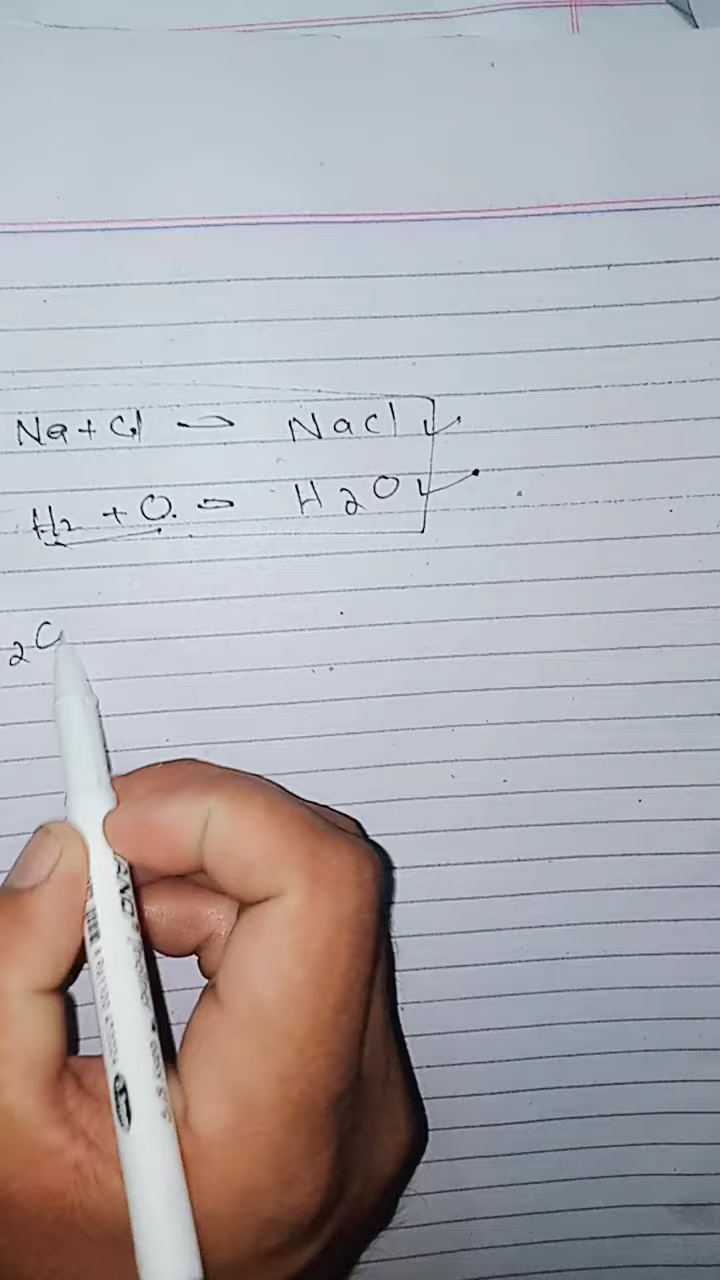 Na + Cl → NaCl
H2 + O. → H2O
2C